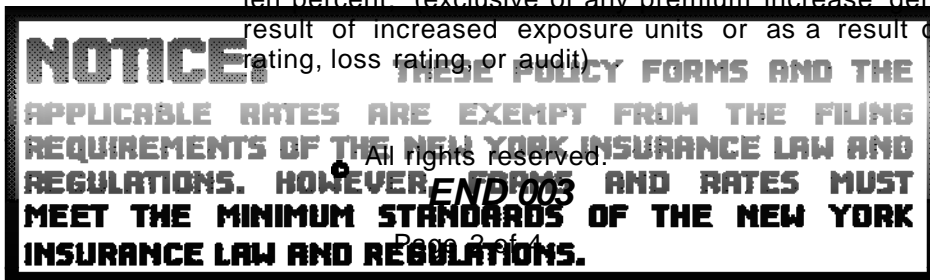 ten percent. (exclusive of any premium increase
result of increased exposure units or as a result
rating, loss rating, or audit)
NOTICE: THESE POLICY FORMS AND THE
APPLICABLE RATES ARE EXEMPT FROM THE FILING
REQUIREMENTS OF THE NEW YORK INSURANCE LAW AND
All rights reserved.
REGULATIONS. HOWEVER, FORMS AND RATES MUST
END 003
MEET THE MINIMUM STANDARDS OF THE NEW YORK
INSURANCE LAW AND REGULATIONS.
Page 2 of 4